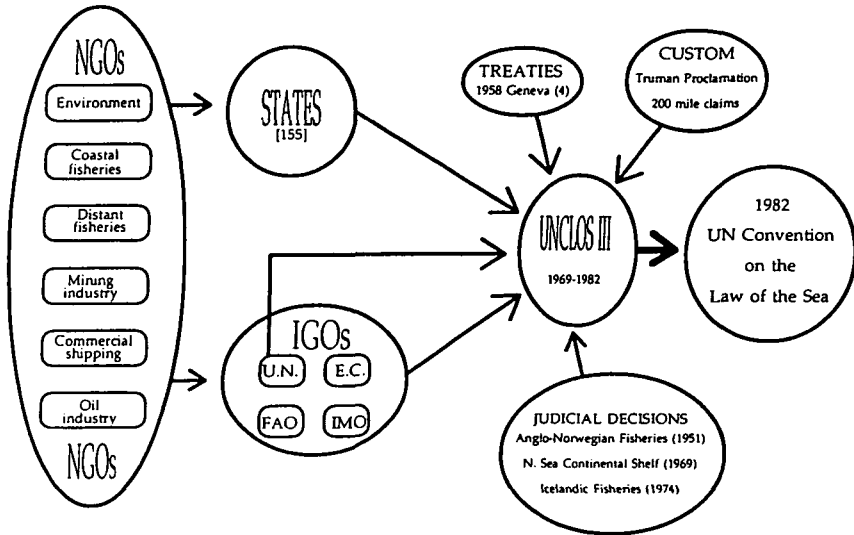 NGOs
Environment
Coastal
fisheries
Distant
fisheries
Mining
industry
Commercial
shipping
Oil
industry
NGOs
STATES
[155]
IGOs
U.N.
E.C.
FAO
IMO
TREATIES
1958 Geneva (4)
CUSTOM
Truman Proclamation
200 mile claims
UNCLOS III
1969-1982
1982
UN Convention
on the
Law of the Sea
JUDICIAL DECISIONS
Anglo-Norwegian Fisheries (1951)
N. Sea Continental Shelf (1969)
Icelandic Fisheries (1974)